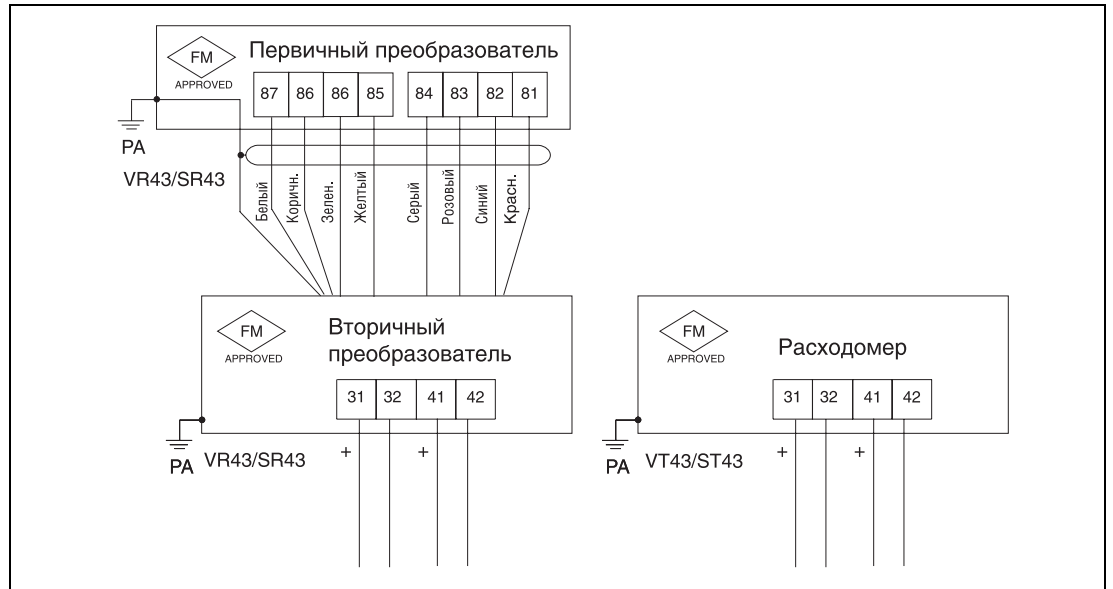 Первичный преобразователь
FM
APPROVED
87 86 86 85 84 83 82 81
PA
VR43/SR43
Белый
Коричн.
Зелен.
Желтый
Серый
Розовый
Синий
Красн.
FM
APPROVED
Вторичный
преобразователь
31 32 41 42
PA
VR43/SR43
+ +
FM
APPROVED
Расходомер
31 32 41 42
PA
VT43/ST43
+ +